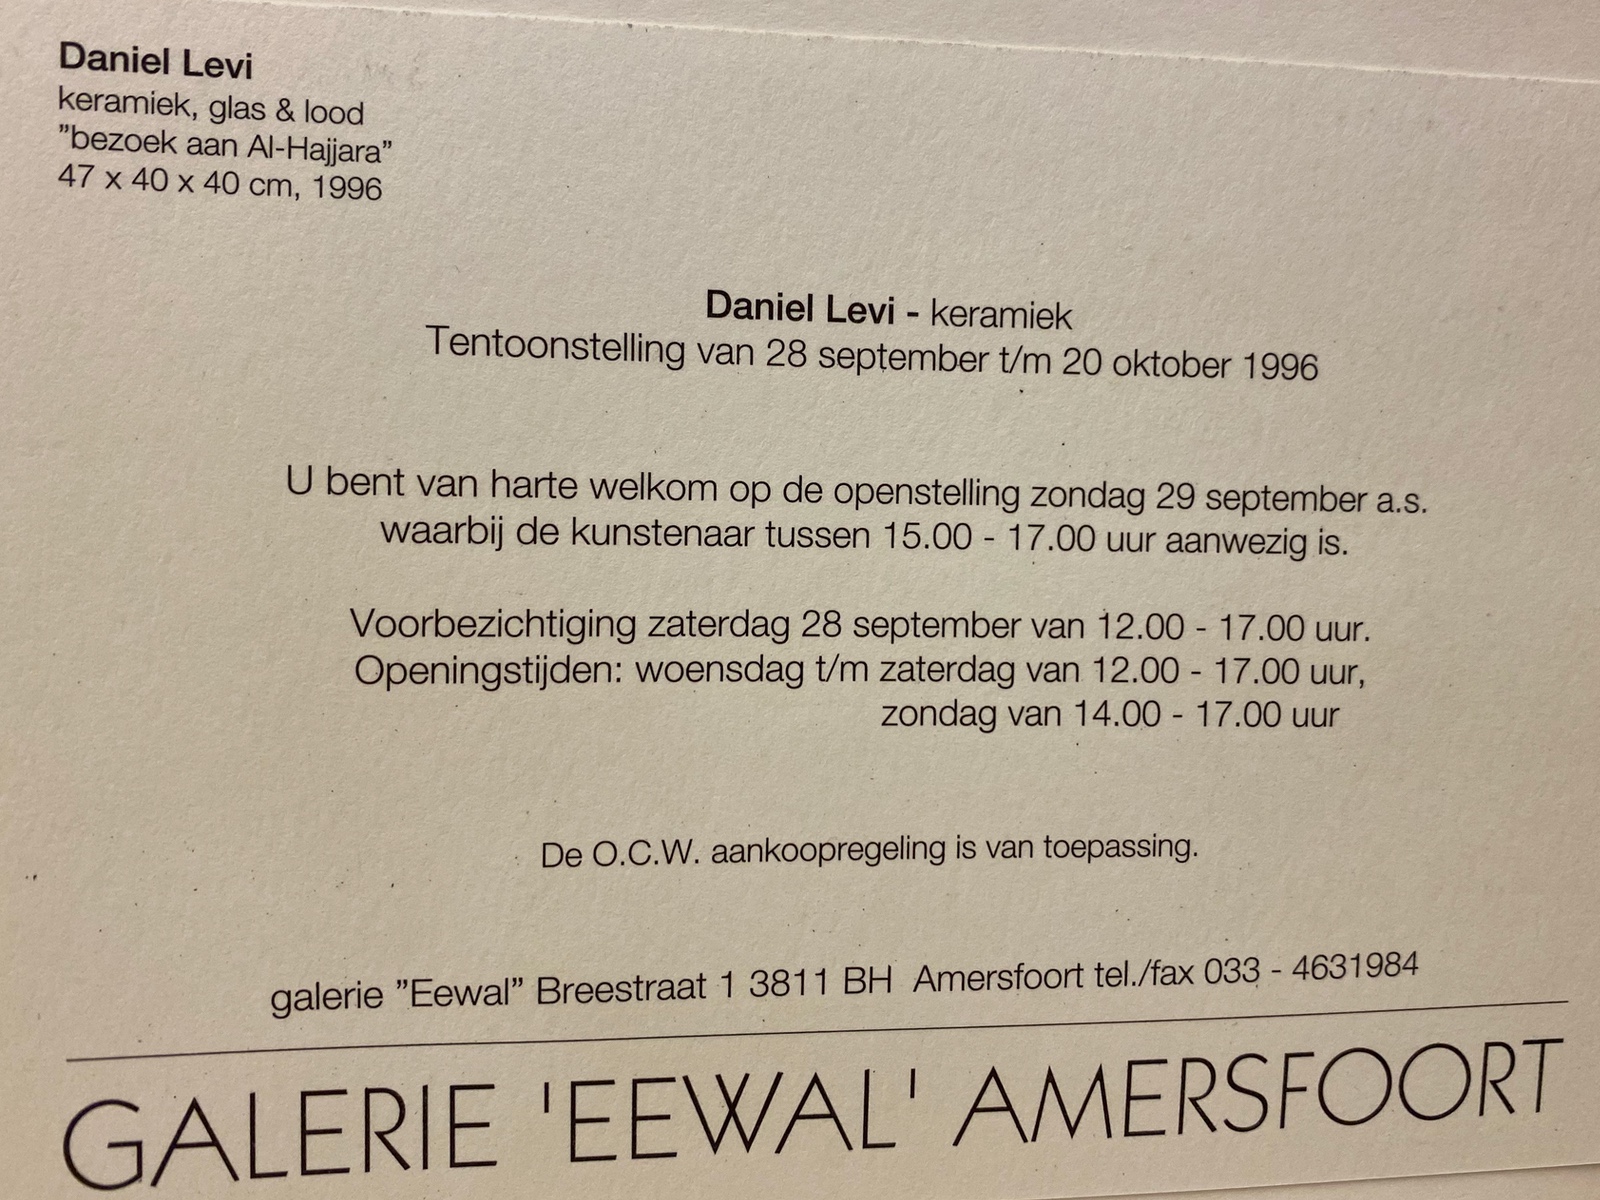 Daniel Levi
keramiek, glas & lood
”bezoek aan Al-Hajjara”
47 x 40 x 40 cm, 1996
Daniel Levi - keramiek
Tentoonstelling van 28 september t/m 20 oktober 1996
U bent van harte welkom op de openstelling zondag 29 september a.s.
waarbij de kunstenaar tussen 15.00 - 17.00 uur aanwezig is.
Voorbezichtiging zaterdag 28 september van 12.00 - 17.00 uur.
Openingstijden: woensdag t/m zaterdag van 12.00 - 17.00 uur,
zondag van 14.00 - 17.00 uur
De O.C.W. aankoopregeling is van toepassing.
galerie ”Eewal” Breestraat 1 3811 BH Amersfoort tel./fax 033 - 4631984
GALERIE 'EEWAL' AMERSFOORT